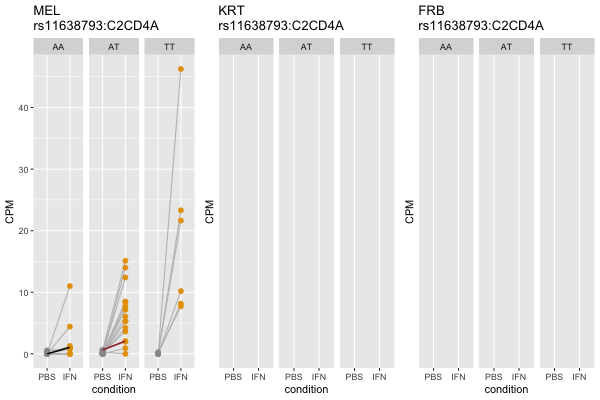 MEL
rs11638793:C2CD4A
AA AT TT
CPM
40
30
20
10
0
PBS IFN PBS IFN PBS IFN
condition
KRT
rs11638793:C2CD4A
AA AT TT
CPM
PBS IFN PBS IFN PBS IFN
condition
FRB
rs11638793:C2CD4A
AA AT TT
CPM
PBS IFN PBS IFN PBS IFN
condition